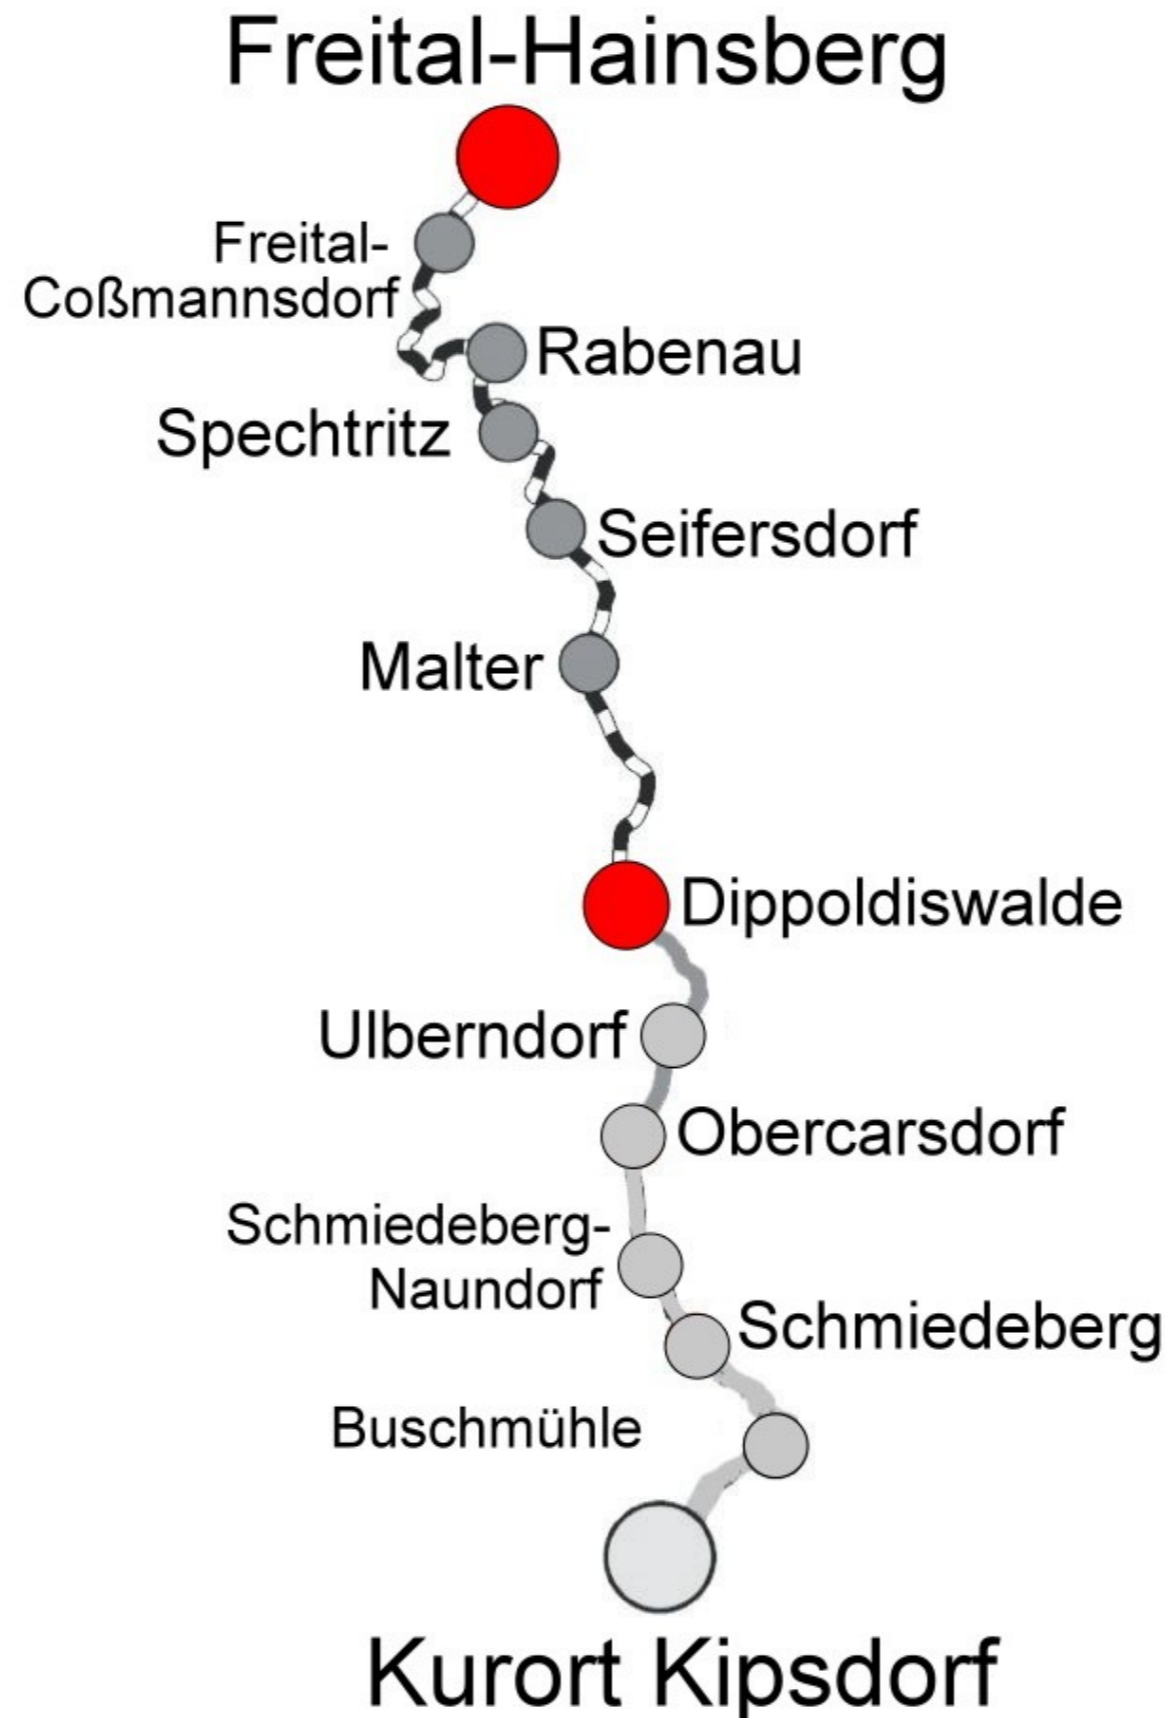 Freital-Hainsberg
Freital-
Coßmannsdorf
Rabenau
Spechtritz
Seifersdorf
Malter
Dippoldiswalde
Ulberndorf
Obercarsdorf
Schmiedeberg-
Naundorf
Schmiedeberg
Buschmühle
Kurort Kipsdorf